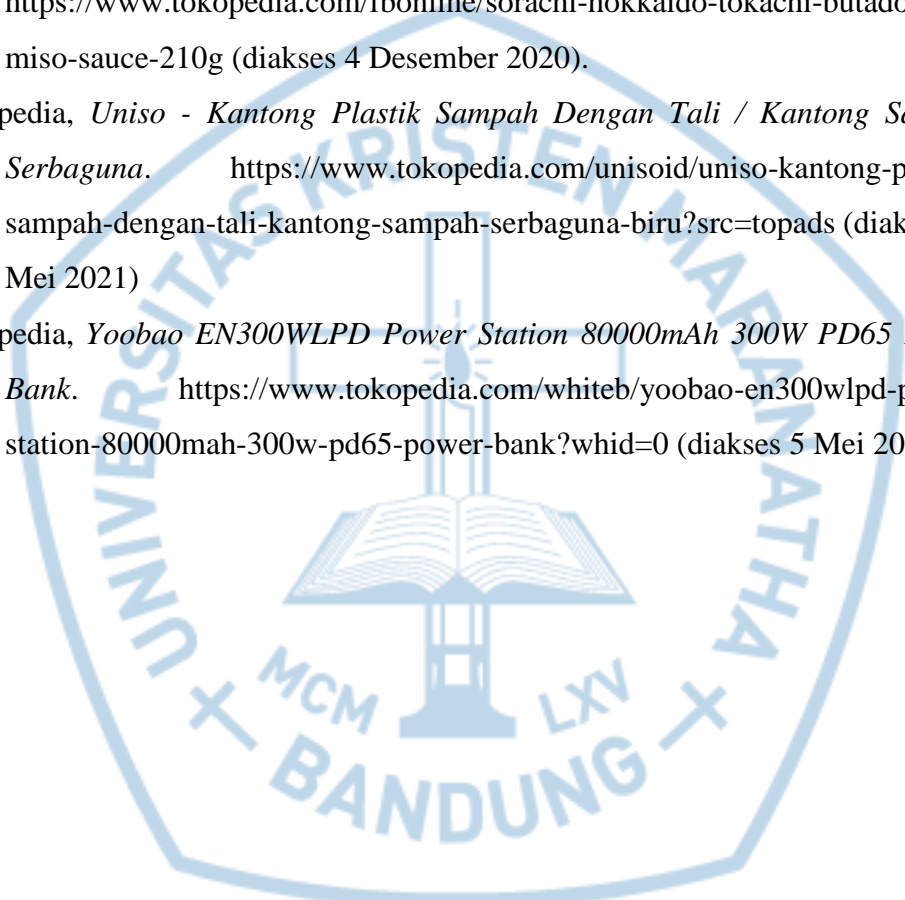 https://www.tokopedia.com/fbonline/sorachi-hokkaido-tokachi-butado
miso-sauce-210g (diakses 4 Desember 2020).
pedia, Uniso - Kantong Plastik Sampah Dengan Tali / Kantong Sa
Serbaguna. https://www.tokopedia.com/unisoid/uniso-kantong-p
sampah-dengan-tali-kantong-sampah-serbaguna-biru?src=topads (diak
Mei 2021)
pedia, Yoobao EN300WLPD Power Station 80000mAh 300W PD65
Bank. https://www.tokopedia.com/whiteb/yoobao-en300wlpd-p
station-80000mah-300w-pd65-power-bank?whid=0 (diakses 5 Mei 20
UNIVERSITAS KRISTEN MARANATHA
MCM LXV
BANDUNG